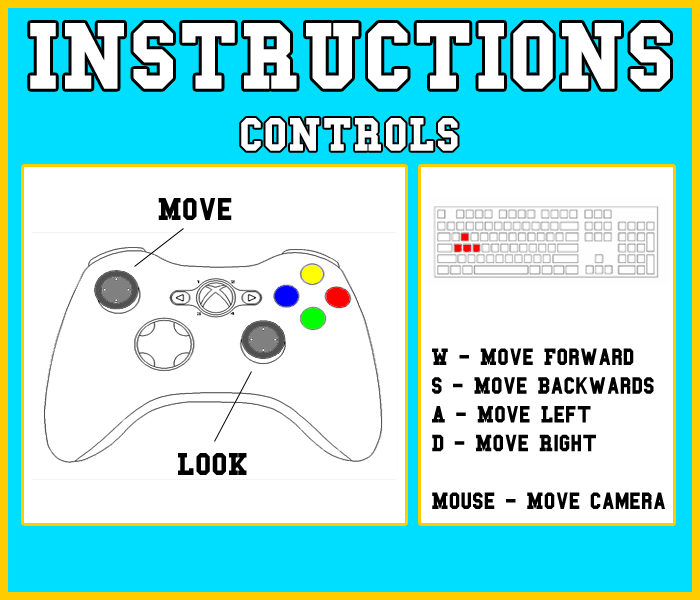 INSTRUCTIONS
CONTROLS
MOVE
LOOK
W - MOVE FORWARD
S - MOVE BACKWARDS
A - MOVE LEFT
D - MOVE RIGHT
MOUSE - MOVE CAMERA